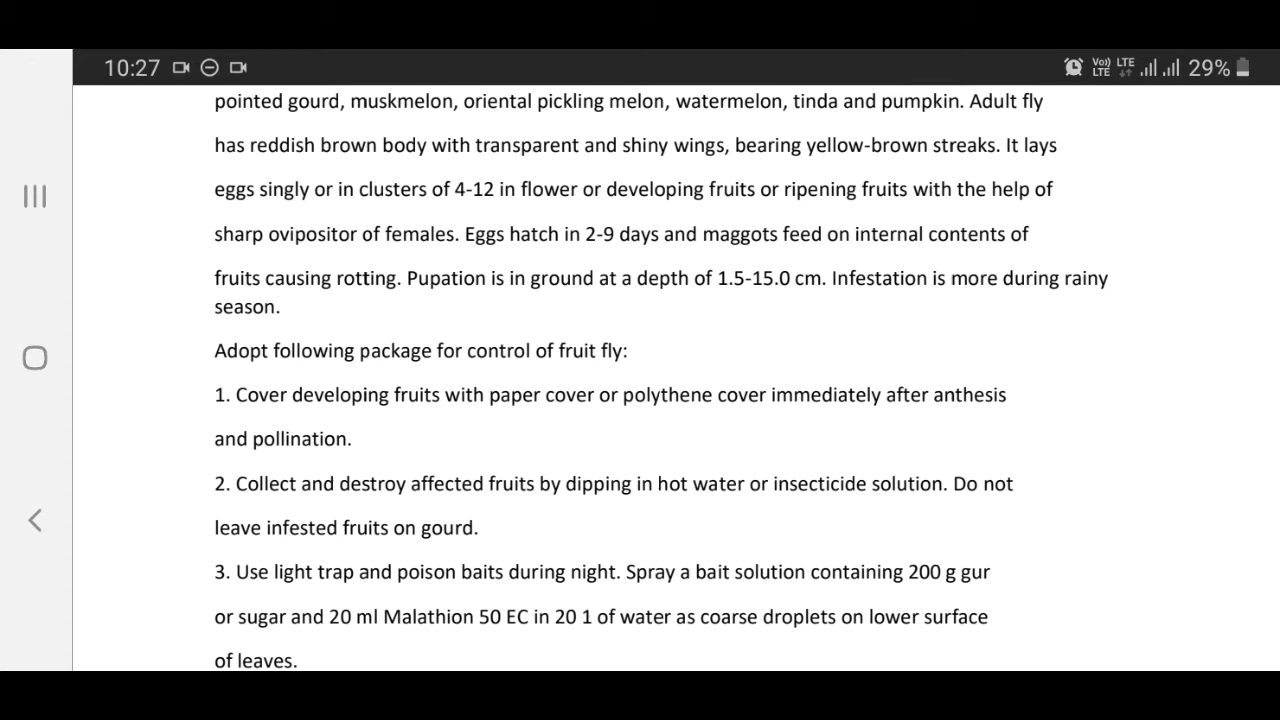 10:27
Vo)) LTE
LTE
29%
pointed gourd, muskmelon, oriental pickling melon, watermelon, tinda and pumpkin. Adult fly
has reddish brown body with transparent and shiny wings, bearing yellow-brown streaks. It lays
eggs singly or in clusters of 4-12 in flower or developing fruits or ripening fruits with the help of
sharp ovipositor of females. Eggs hatch in 2-9 days and maggots feed on internal contents of
fruits causing rotting. Pupation is in ground at a depth of 1.5-15.0 cm. Infestation is more during rainy
season.
Adopt following package for control of fruit fly:
1. Cover developing fruits with paper cover or polythene cover immediately after anthesis
and pollination.
2. Collect and destroy affected fruits by dipping in hot water or insecticide solution. Do not
leave infested fruits on gourd.
3. Use light trap and poison baits during night. Spray a bait solution containing 200 g gur
or sugar and 20 ml Malathion 50 EC in 20 1 of water as coarse droplets on lower surface
of leaves.